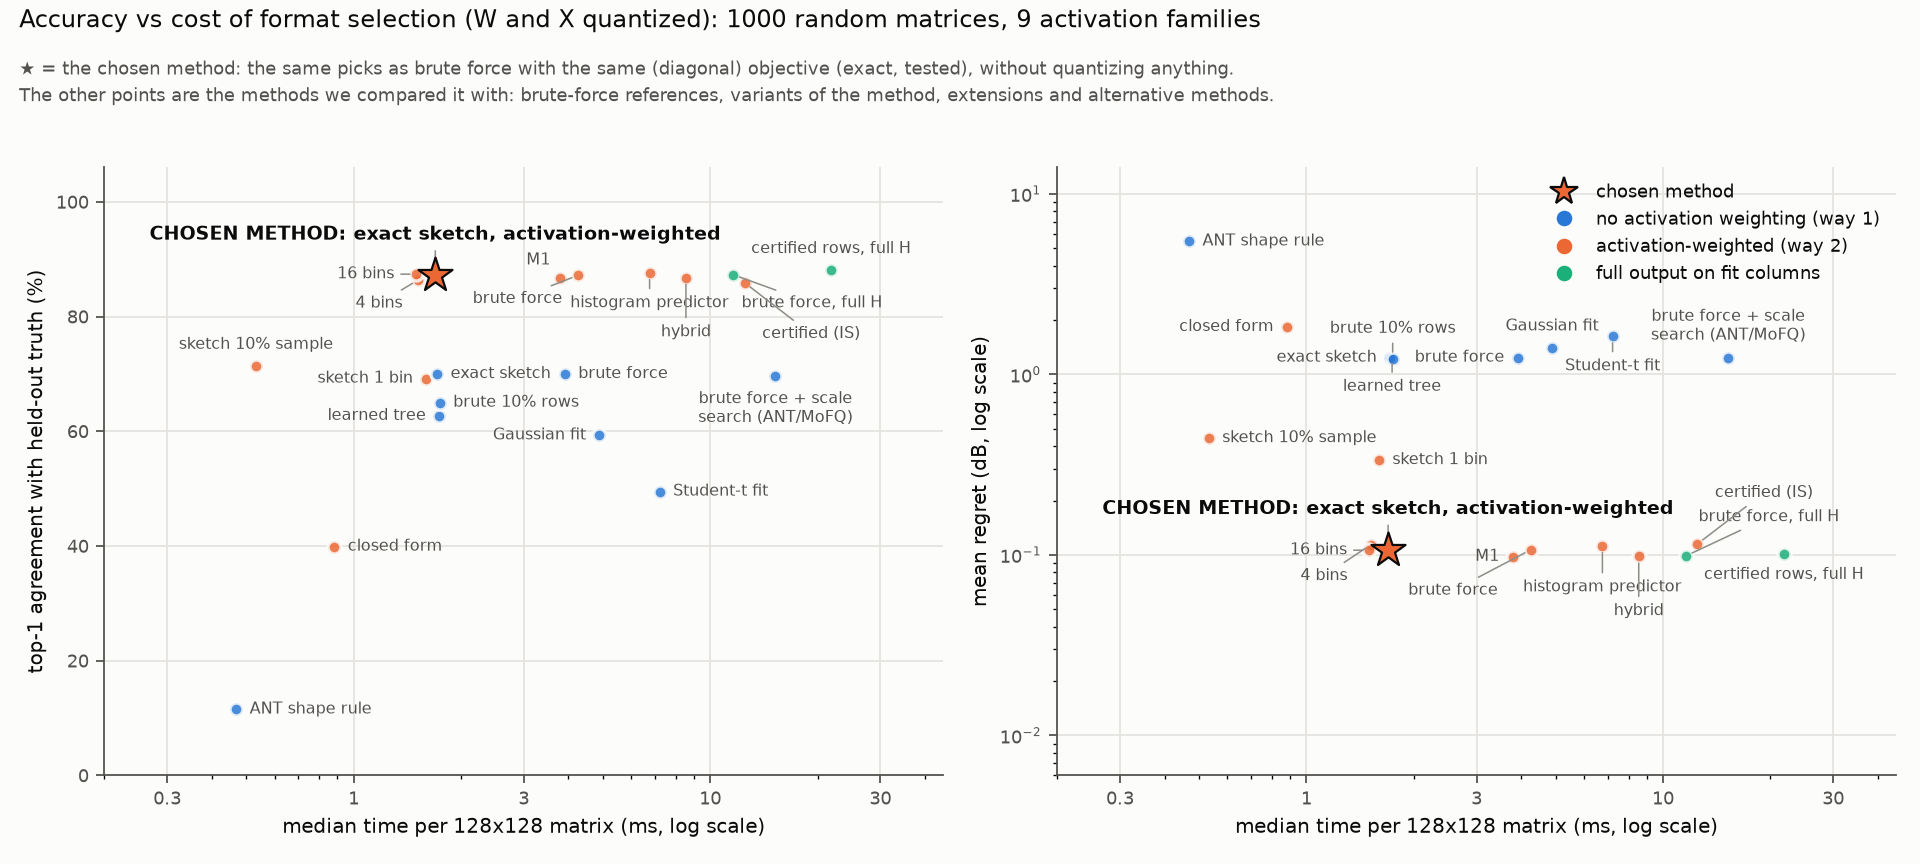 Accuracy vs cost of format selection (W and X quantized): 1000 random matrices, 9 activation families
★ = the chosen method: the same picks as brute force with the same (diagonal) objective (exact, tested), without quantizing anything.
The other points are the methods we compared it with: brute-force references, variants of the method, extensions and alternative methods.
top-1 agreement with held-out truth (%)
100
80
60
40
20
0
CHOSEN METHOD: exact sketch, activation-weighted
certified rows, full H
M1
16 bins
4 bins
brute force
histogram predictor
brute force, full H
hybrid
certified (IS)
sketch 10% sample
sketch 1 bin
exact sketch
brute force
brute 10% rows
learned tree
brute force + scale
search (ANT/MoFQ)
Gaussian fit
Student-t fit
closed form
ANT shape rule
0.3
1
3
10
30
median time per 128x128 matrix (ms, log scale)
mean regret (dB, log scale)
10¹
10⁰
10⁻¹
10⁻²
chosen method
no activation weighting (way 1)
activation-weighted (way 2)
full output on fit columns
ANT shape rule
closed form
brute 10% rows
exact sketch
learned tree
brute force
Gaussian fit
Student-t fit
brute force + scale
search (ANT/MoFQ)
sketch 10% sample
sketch 1 bin
CHOSEN METHOD: exact sketch, activation-weighted
certified (IS)
brute force, full H
16 bins
4 bins
M1
brute force
histogram predictor
hybrid
certified rows, full H
0.3
1
3
10
30
median time per 128x128 matrix (ms, log scale)